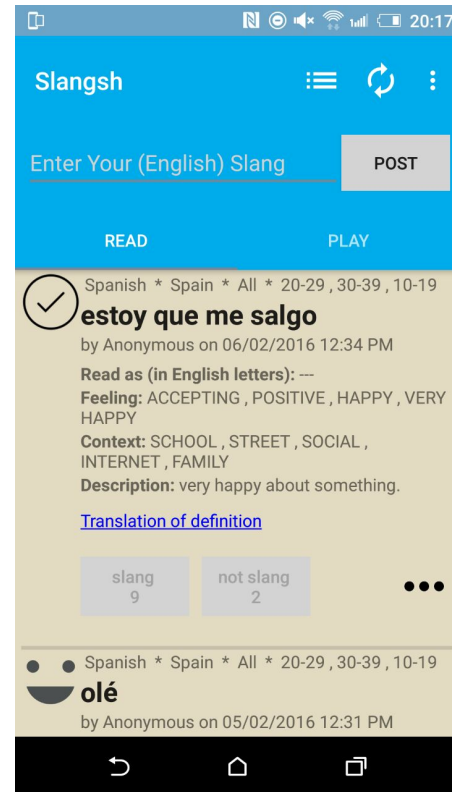 20:17
Slangsh
Enter Your (English) Slang
POST
READ
PLAY
Spanish * Spain * All * 20-29 , 30-39 , 10-19
estoy que me salgo
by Anonymous on 06/02/2016 12:34 PM
Read as (in English letters): ---
Feeling: ACCEPTING , POSITIVE , HAPPY , VERY
HAPPY
Context: SCHOOL , STREET , SOCIAL ,
INTERNET , FAMILY
Description: very happy about something.
Translation of definition
slang
9
not slang
2
Spanish * Spain * All * 20-29 , 30-39 , 10-19
olé
by Anonymous on 05/02/2016 12:31 PM